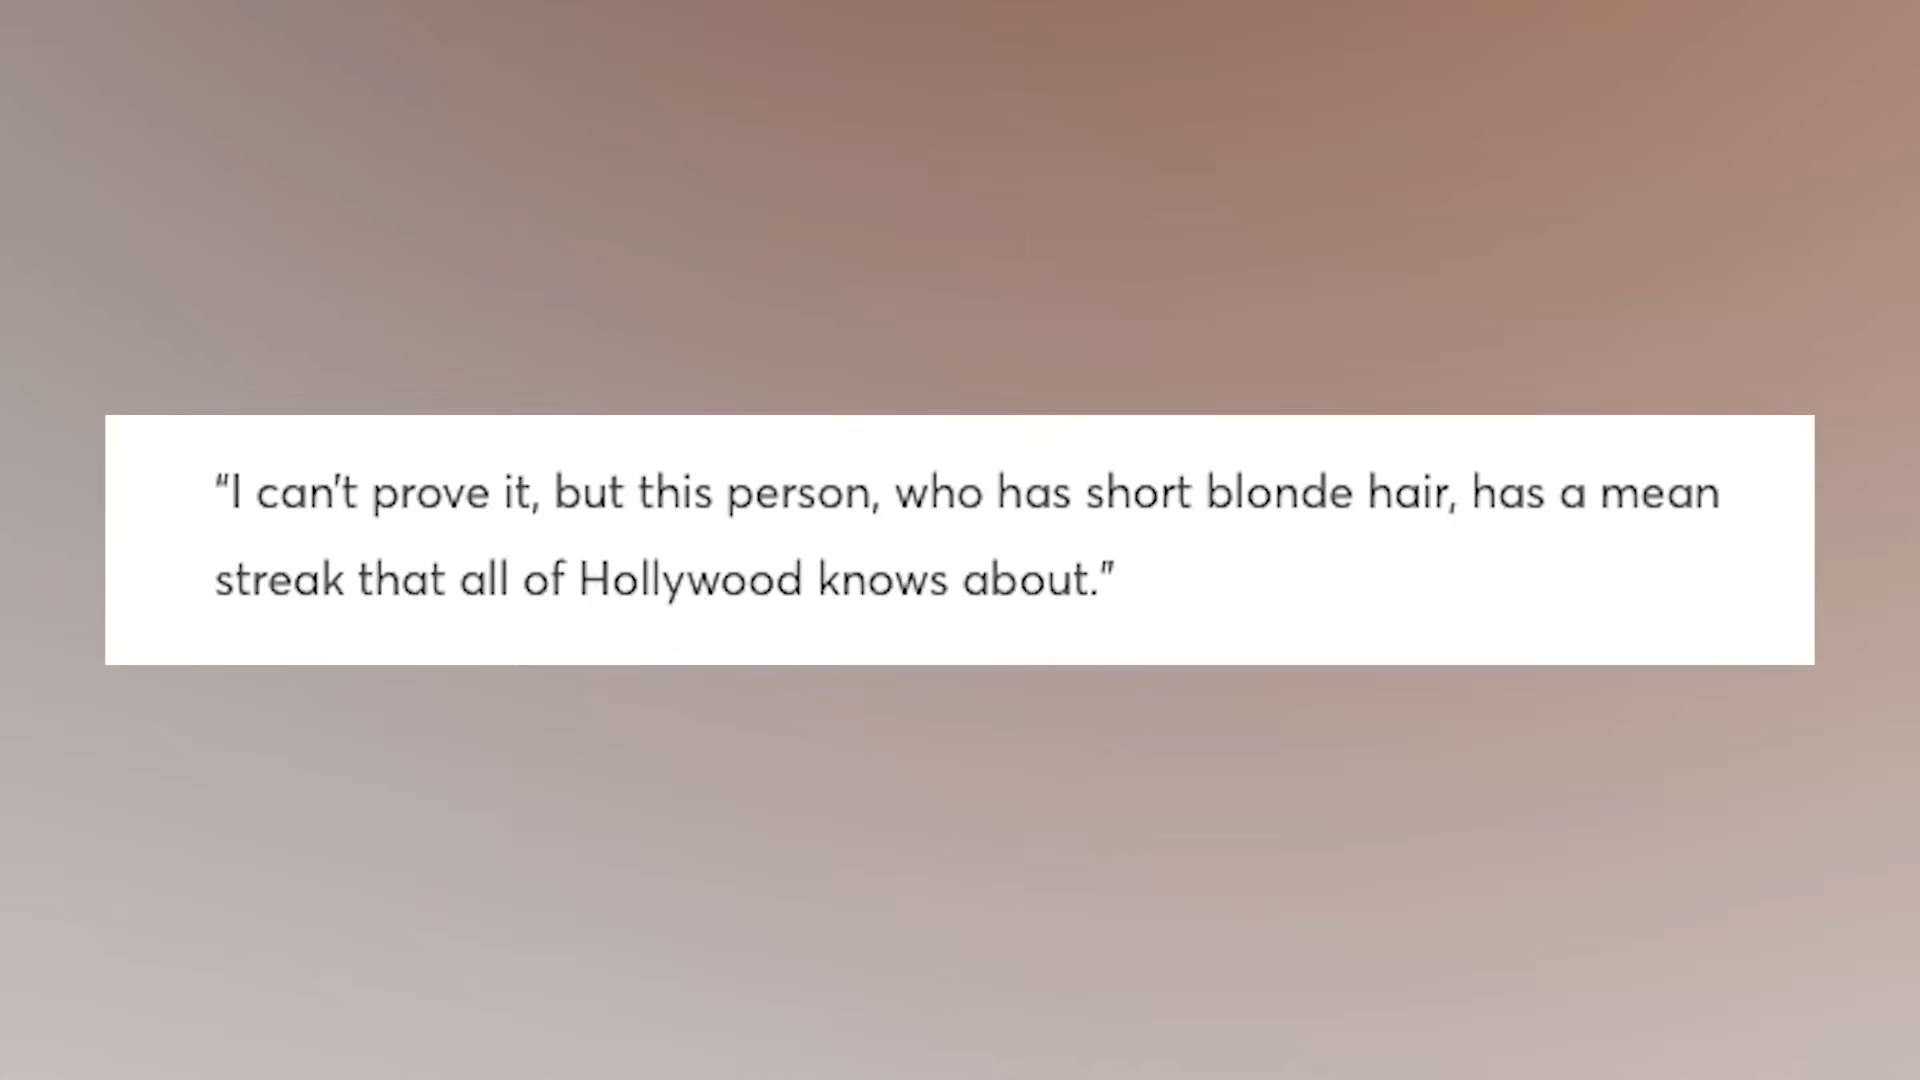 “I can’t prove it, but this person, who has short blonde hair, has a mean
streak that all of Hollywood knows about.”